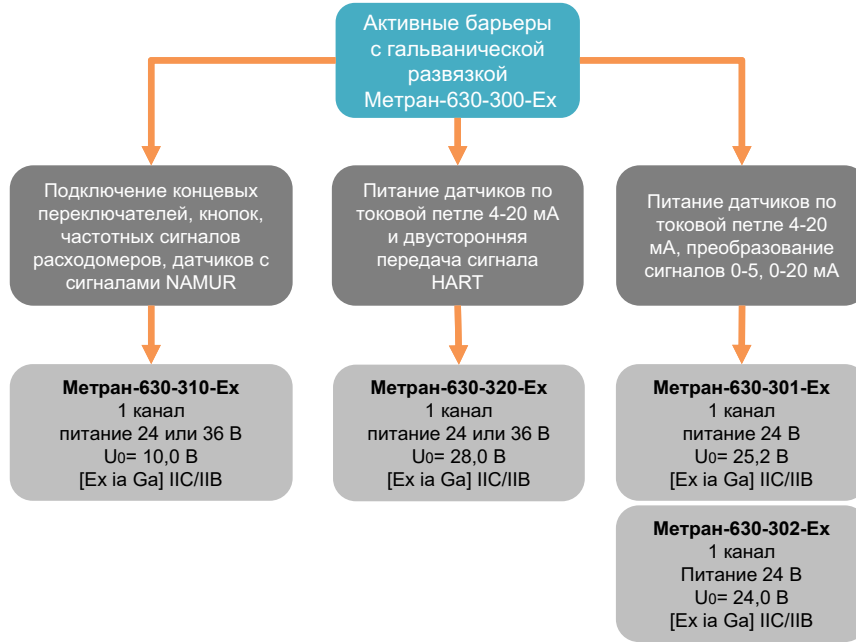 Активные барьеры
с гальванической
развязкой
Метран-630-300-Ex
Подключение концевых
переключателей, кнопок,
частотных сигналов
расходомеров, датчиков с
сигналами NAMUR
Питание датчиков по
токовой петле 4-20 мА
и двусторонняя
передача сигнала
HART
Питание датчиков по
токовой петле 4-20
мА, преобразование
сигналов 0-5, 0-20 мА
Метран-630-310-Ex
1 канал
питание 24 или 36 В
U0= 10,0 В
[Ex ia Ga] IIC/IIB
Метран-630-320-Ex
1 канал
питание 24 или 36 В
U0= 28,0 В
[Ex ia Ga] IIC/IIB
Метран-630-301-Ex
1 канал
питание 24 В
U0= 25,2 В
[Ex ia Ga] IIC/IIB
Метран-630-302-Ex
1 канал
Питание 24 В
U0= 24,0 В
[Ex ia Ga] IIC/IIB